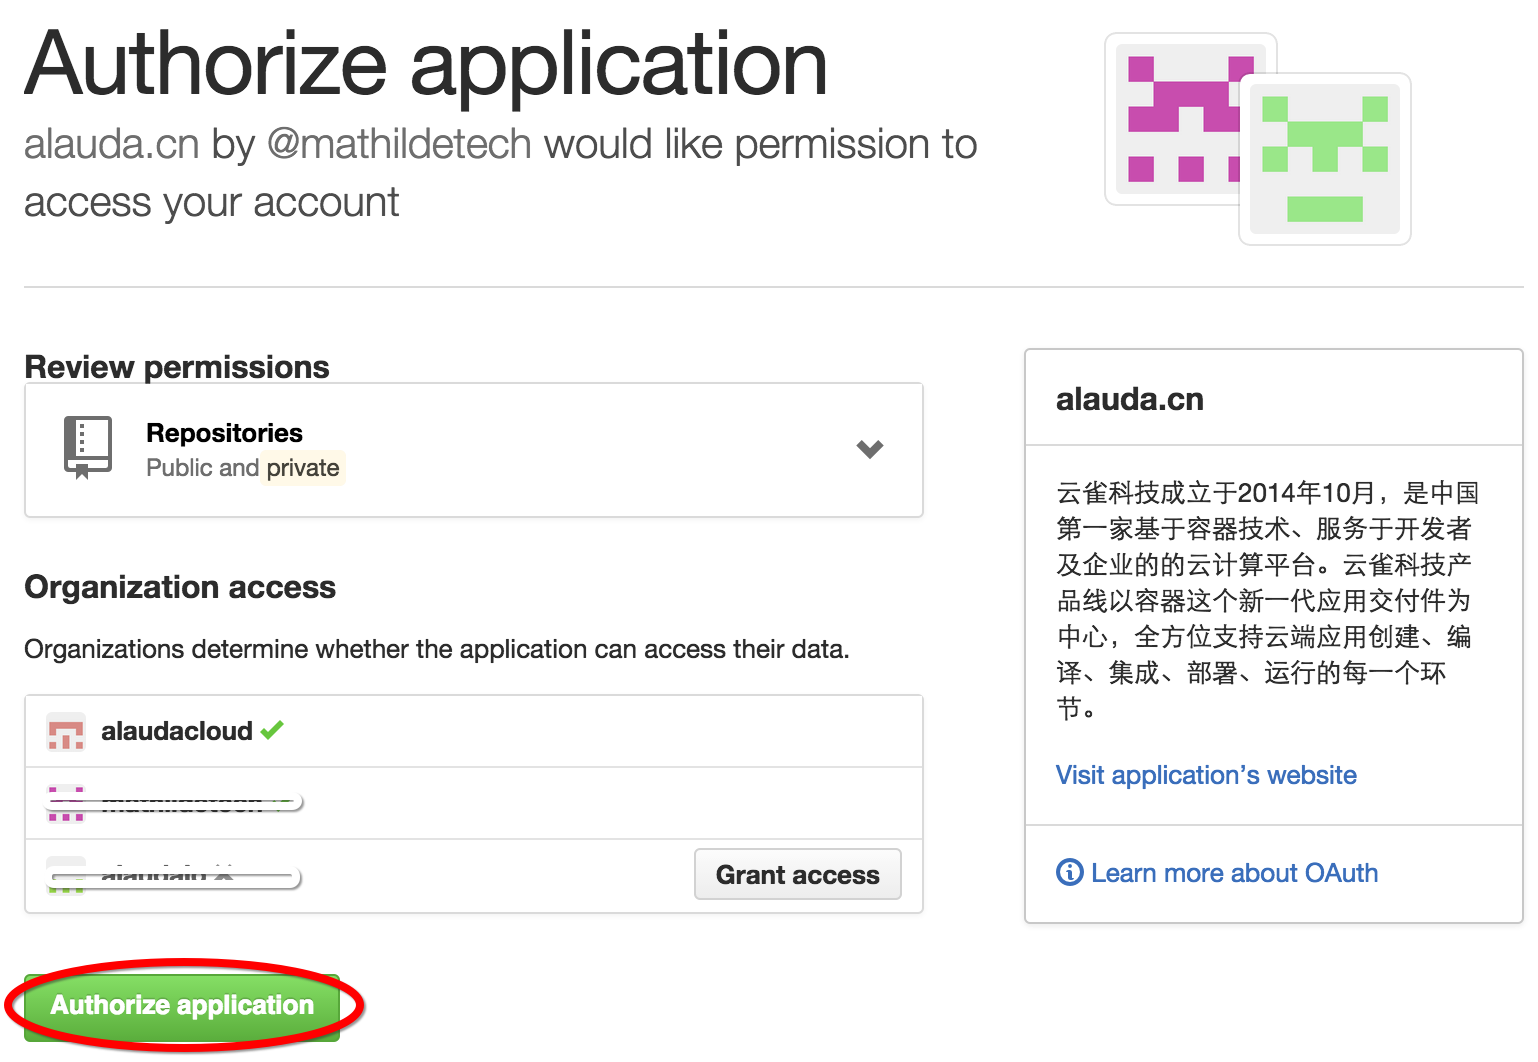 Authorize application
alauda.cn by @mathildetech would like permission to
access your account
Review permissions
Repositories
Public and private
Organization access
Organizations determine whether the application can access their data.
alaudacloud
Grant access
Authorize application
alauda.cn
云雀科技成立于2014年10月，是中国
第一家基于容器技术、服务于开发者
及企业的的云计算平台。云雀科技产
品线以容器这个新一代应用交付件为
中心，全方位支持云端应用创建、编
译、集成、部署、运行的每一个环
节。
Visit application's website
Learn more about OAuth